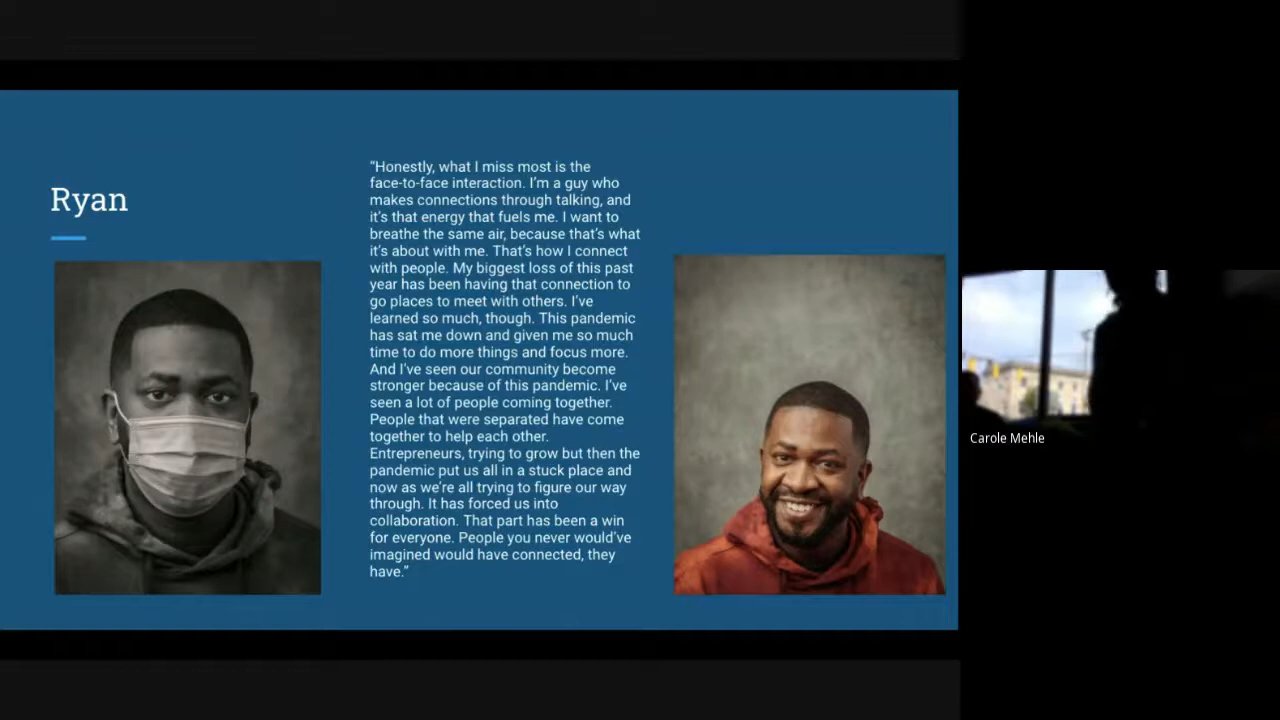 Ryan
“Honestly, what I miss most is the
face-to-face interaction. I’m a guy who
makes connections through talking, and
it’s that energy that fuels me. I want to
breathe the same air, because that’s what
it’s about with me. That’s how I connect
with people. My biggest loss of this past
year has been having that connection to
go places to meet with others. I’ve
learned so much, though. This pandemic
has sat me down and given me so much
time to do more things and focus more.
And I’ve seen our community become
stronger because of this pandemic. I’ve
seen a lot of people coming together.
People that were separated have come
together to help each other.
Entrepreneurs, trying to grow but then the
pandemic put us all in a stuck place and
now as we’re all trying to figure our way
through. It has forced us into
collaboration. That part has been a win
for everyone. People you never would’ve
imagined would have connected, they
have.”
Carole Mehle